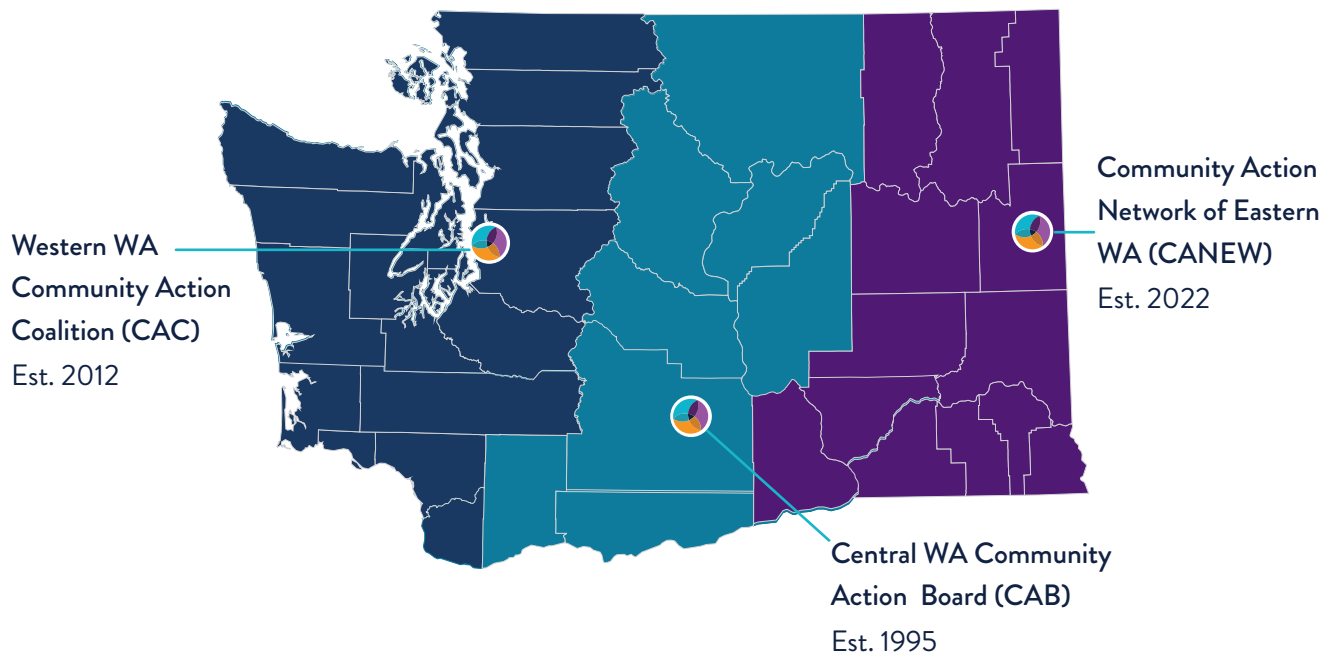 Western WA
Community Action
Coalition (CAC)
Est. 2012
Community Action
Network of Eastern
WA (CANEW)
Est. 2022
Central WA Community
Action Board (CAB)
Est. 1995